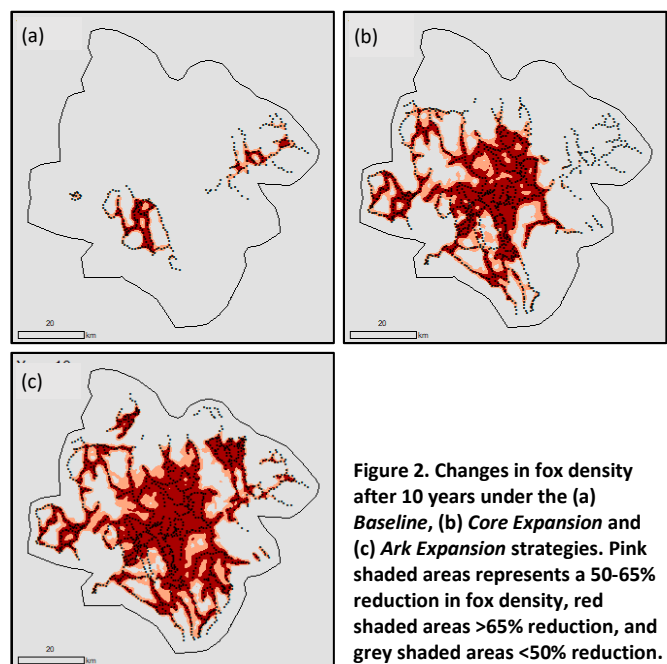 (a)
20
km
(b)
20
km
(c)
20
km
Figure 2. Changes in fox density
after 10 years under the (a)
Baseline, (b) Core Expansion and
(c) Ark Expansion strategies. Pink
shaded areas represents a 50-65%
reduction in fox density, red
shaded areas >65% reduction, and
grey shaded areas <50% reduction.